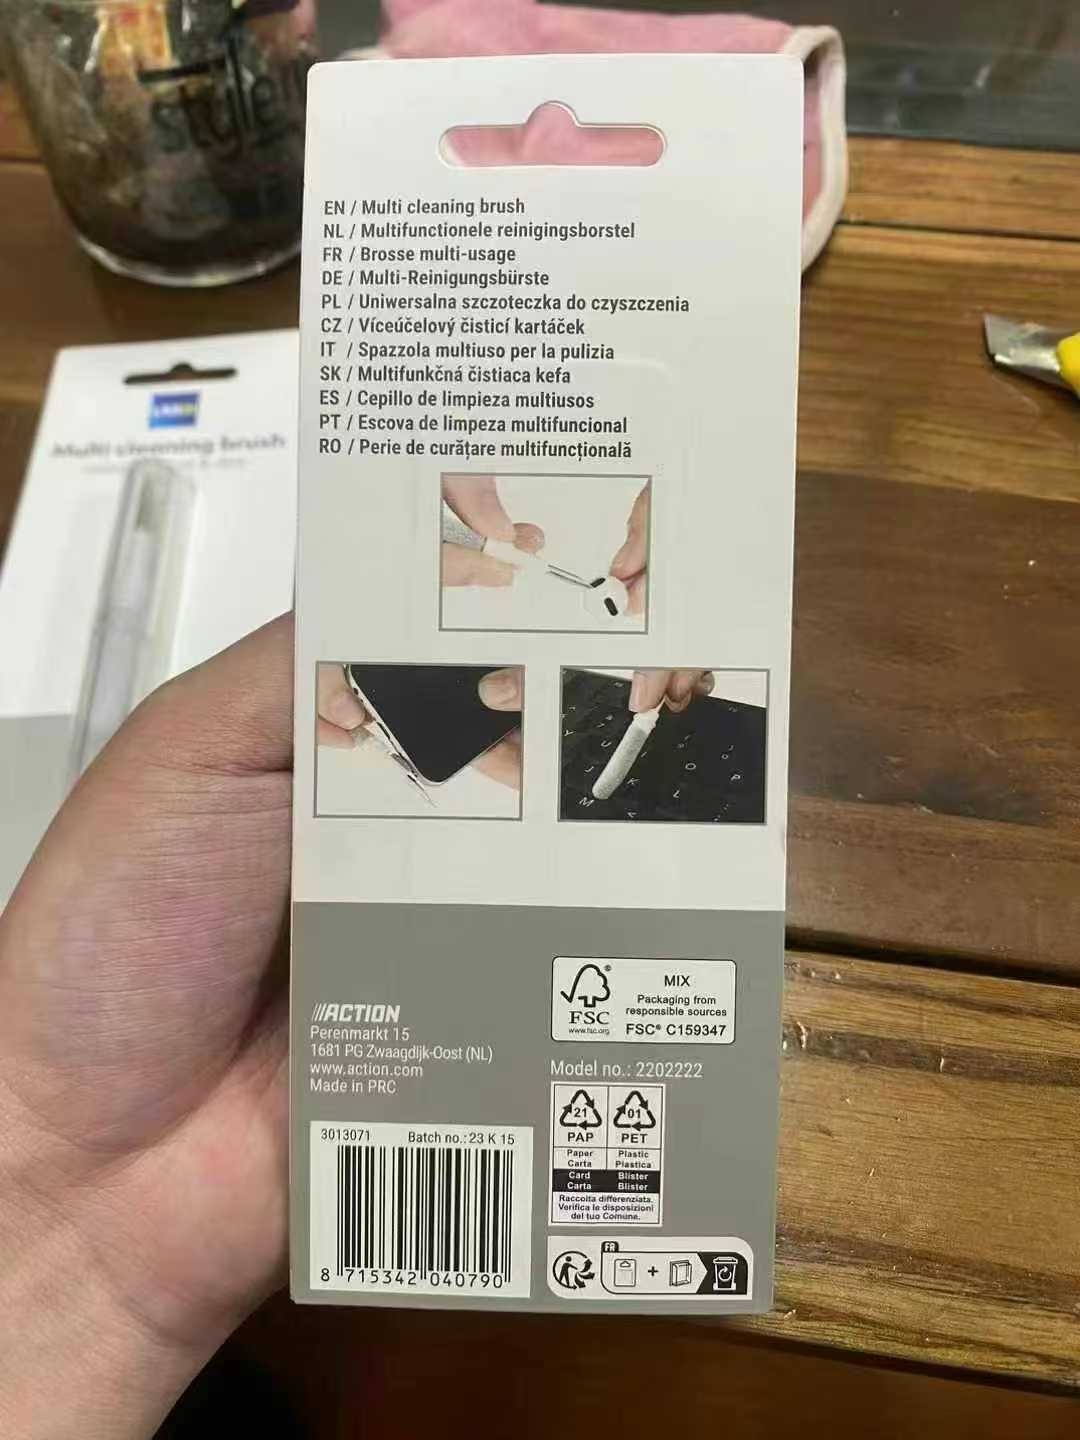 style
EN / Multi cleaning brush
NL / Multifunctionele reinigingsborstel
FR / Brosse multi-usage
DE / Multi-Reinigungsbürste
PL / Uniwersalna szczoteczka do czyszczenia
CZ / Víceúčelový čisticí kartáček
IT / Spazzola multiuso per la pulizia
SK / Multifunkčná čistiaca kefa
ES / Cepillo de limpieza multiusos
PT / Escova de limpeza multifuncional
RO / Perie de curățare multifuncțională
Multi cleaning brush
Y
U
J
K
O
P
M
L
///ACTION
Perenmarkt 15
1681 PG Zwaagdijk-Oost (NL)
www.action.com
Made in PRC
FSC
www.fsc.org
MIX
Packaging from
responsible sources
FSC® C159347
Model no.: 2202222
21
PAP
01
PET
Paper
Carta
Plastic
Plastica
Card
Carta
Blister
Blister
Raccolta differenziata.
Verifica le disposizioni
del tuo Comune.
3013071 Batch no.: 23 K 15
8 715342 040790
FR
+